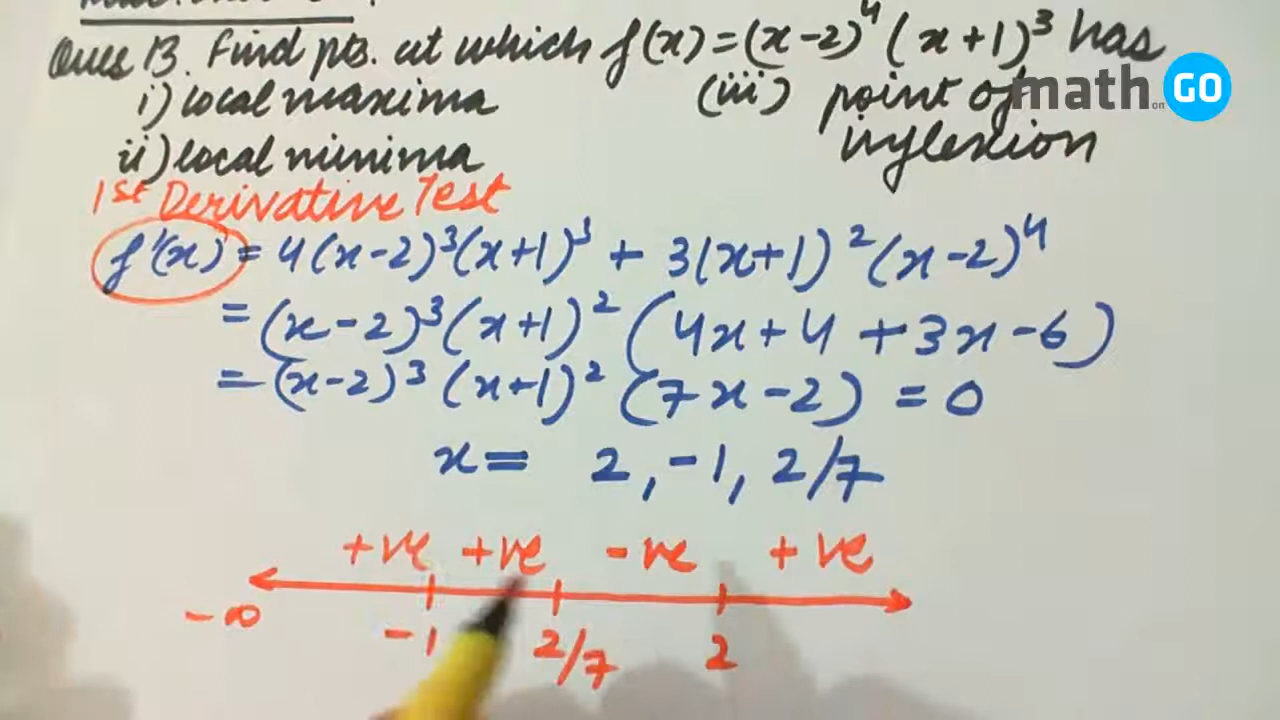 Ques 13. Find pts. at which f(x) = (x-2)⁴ (x+1)³ has
i) local maxima
(iii) point of
math on GO
ii) local minima
inflexion
1st Derivative Test
f'(x) = 4(x-2)³(x+1)³ + 3(x+1)²(x-2)⁴
= (x-2)³(x+1)² (4x+4+3x-6)
= (x-2)³ (x+1)² (7x-2) = 0
x = 2, -1, 2/7
+ve +ve -ve +ve
-∞ -1 2/7 2